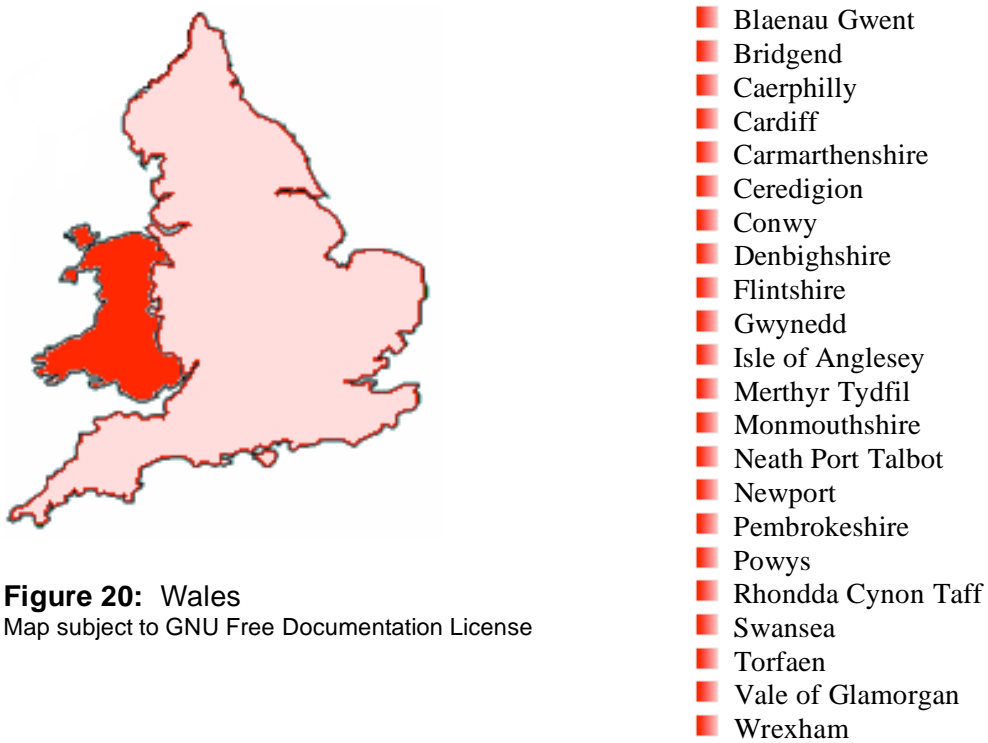 Blaenau Gwent
Bridgend
Caerphilly
Cardiff
Carmarthenshire
Ceredigion
Conwy
Denbighshire
Flintshire
Gwynedd
Isle of Anglesey
Merthyr Tydfil
Monmouthshire
Neath Port Talbot
Newport
Pembrokeshire
Powys
Rhondda Cynon Taff
Swansea
Torfaen
Vale of Glamorgan
Wrexham
Figure 20: Wales
Map subject to GNU Free Documentation License